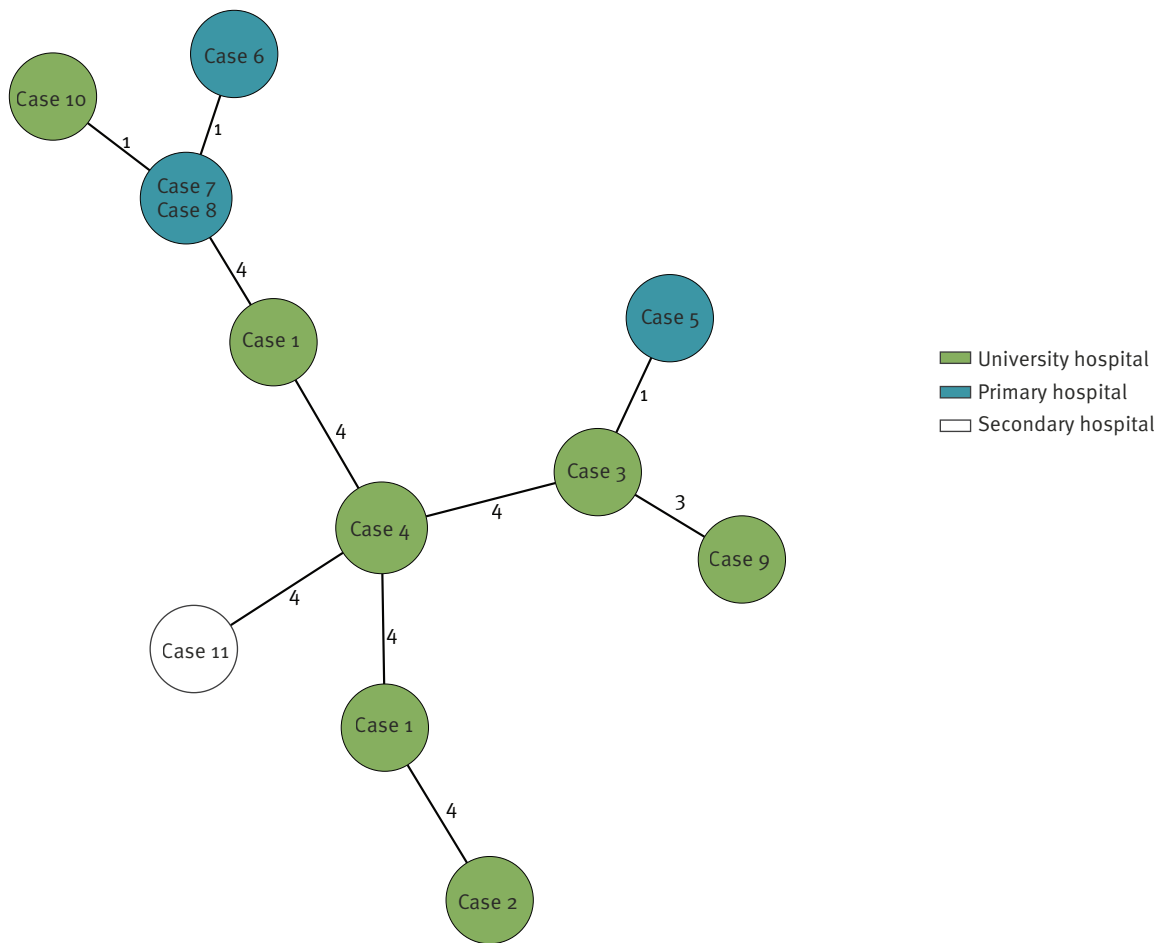 Case 6
Case 10
1
1
Case 7
Case 8
4
Case 1
Case 5
University hospital
Primary hospital
Secondary hospital
1
4
Case 3
3
4
Case 4
Case 9
4
4
Case 11
Case 1
4
Case 2